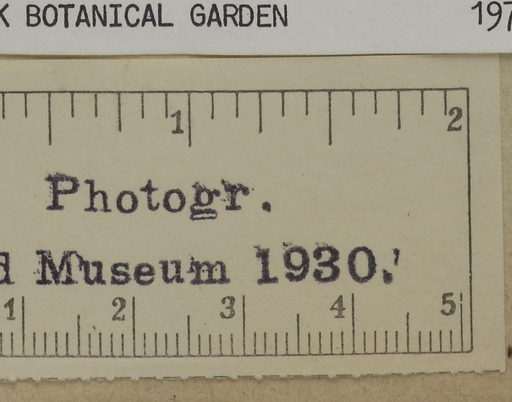 K BOTANICAL GARDEN 197
1 2
Photogr.
d Museum 1930.'
1 2 3 4 5